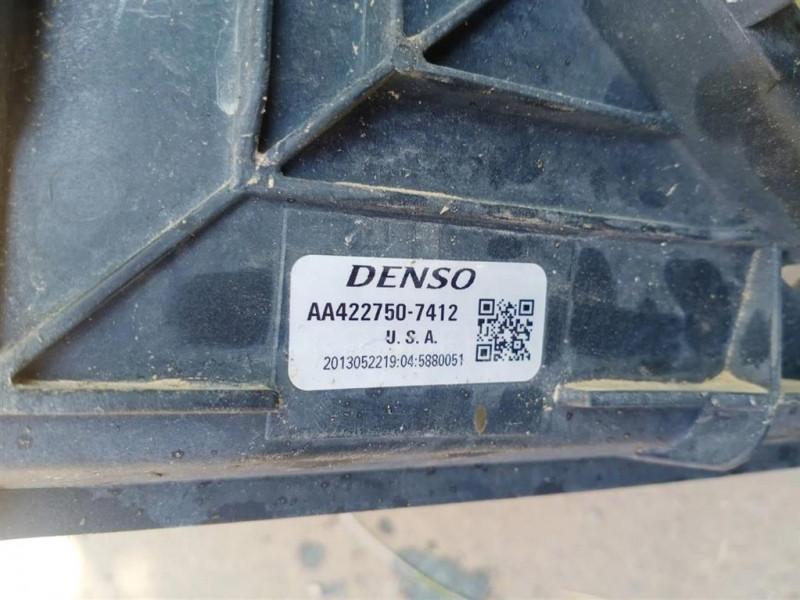 DENSO
AA422750-7412
U. S. A.
2013052219:04:5880051